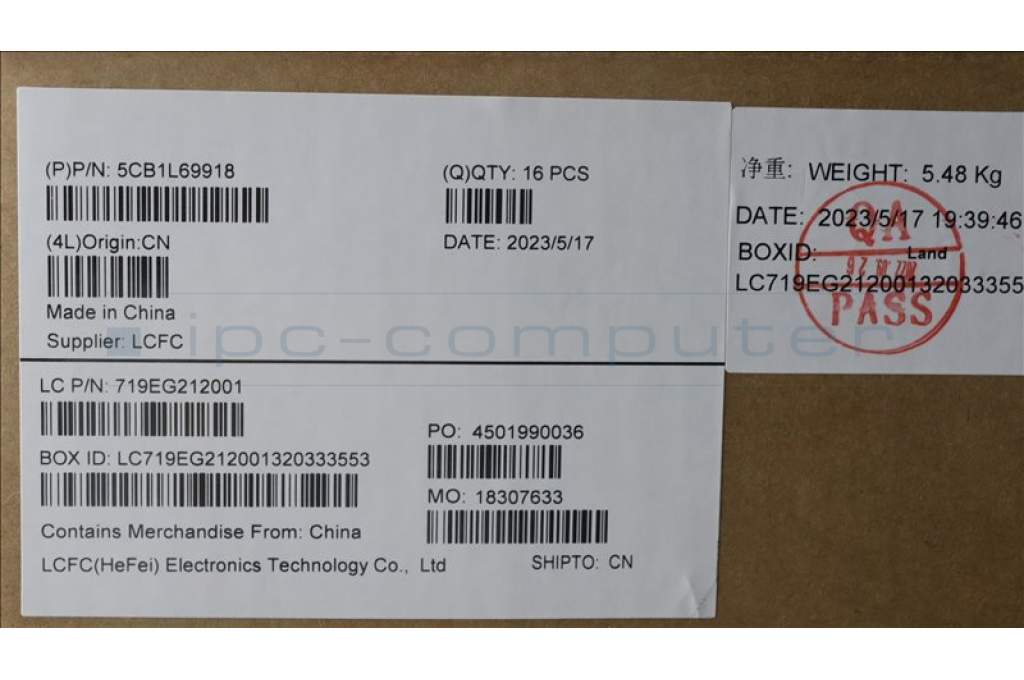 (P)P/N: 5CB1L69918
(Q)QTY: 16 PCS
(4L)Origin:CN
DATE: 2023/5/17
Made in China
Supplier: LCFC
LC P/N: 719EG212001
PO: 4501990036
BOX ID: LC719EG212001320333553
MO: 18307633
Contains Merchandise From: China
LCFC(HeFei) Electronics Technology Co., Ltd
SHIPTO: CN
净重: WEIGHT: 5.48 Kg
DATE: 2023/5/17 19:39:46
BOXID: Land
LC719EG21200132033355
QA
PASS
ipc-computer